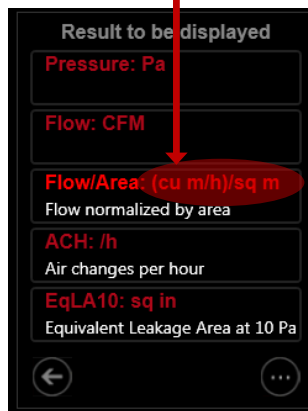 Result to be displayed
Pressure: Pa
Flow: CFM
Flow/Area: (cu m/h)/sq m
Flow normalized by area
ACH: /h
Air changes per hour
EqLA10: sq in
Equivalent Leakage Area at 10 Pa